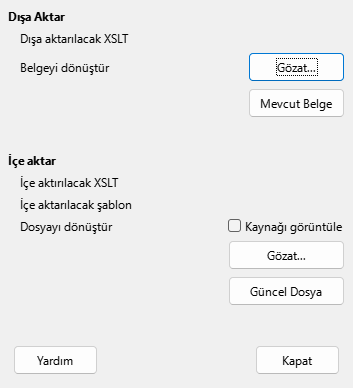 Dışa Aktar
Dışa aktarılacak XSLT
Belgeyi dönüştür
Gözat...
Mevcut Belge
İçe aktar
İçe aktırılacak XSLT
İçe aktarılacak şablon
Dosyayı dönüştür
Kaynağı görüntüle
Gözat...
Güncel Dosya
Yardım
Kapat